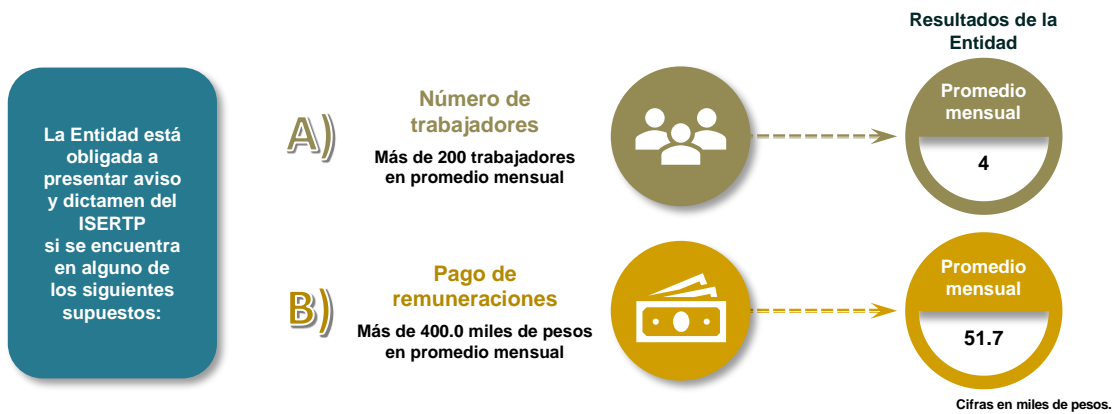 La Entidad está
obligada a
presentar aviso
y dictamen del
ISERTP
si se encuentra
en alguno de
los siguientes
supuestos:
A)
Número de
trabajadores
Más de 200 trabajadores
en promedio mensual
Resultados de la
Entidad
Promedio
mensual
4
B)
Pago de
remuneraciones
Más de 400.0 miles de pesos
en promedio mensual
Promedio
mensual
51.7
Cifras en miles de pesos.